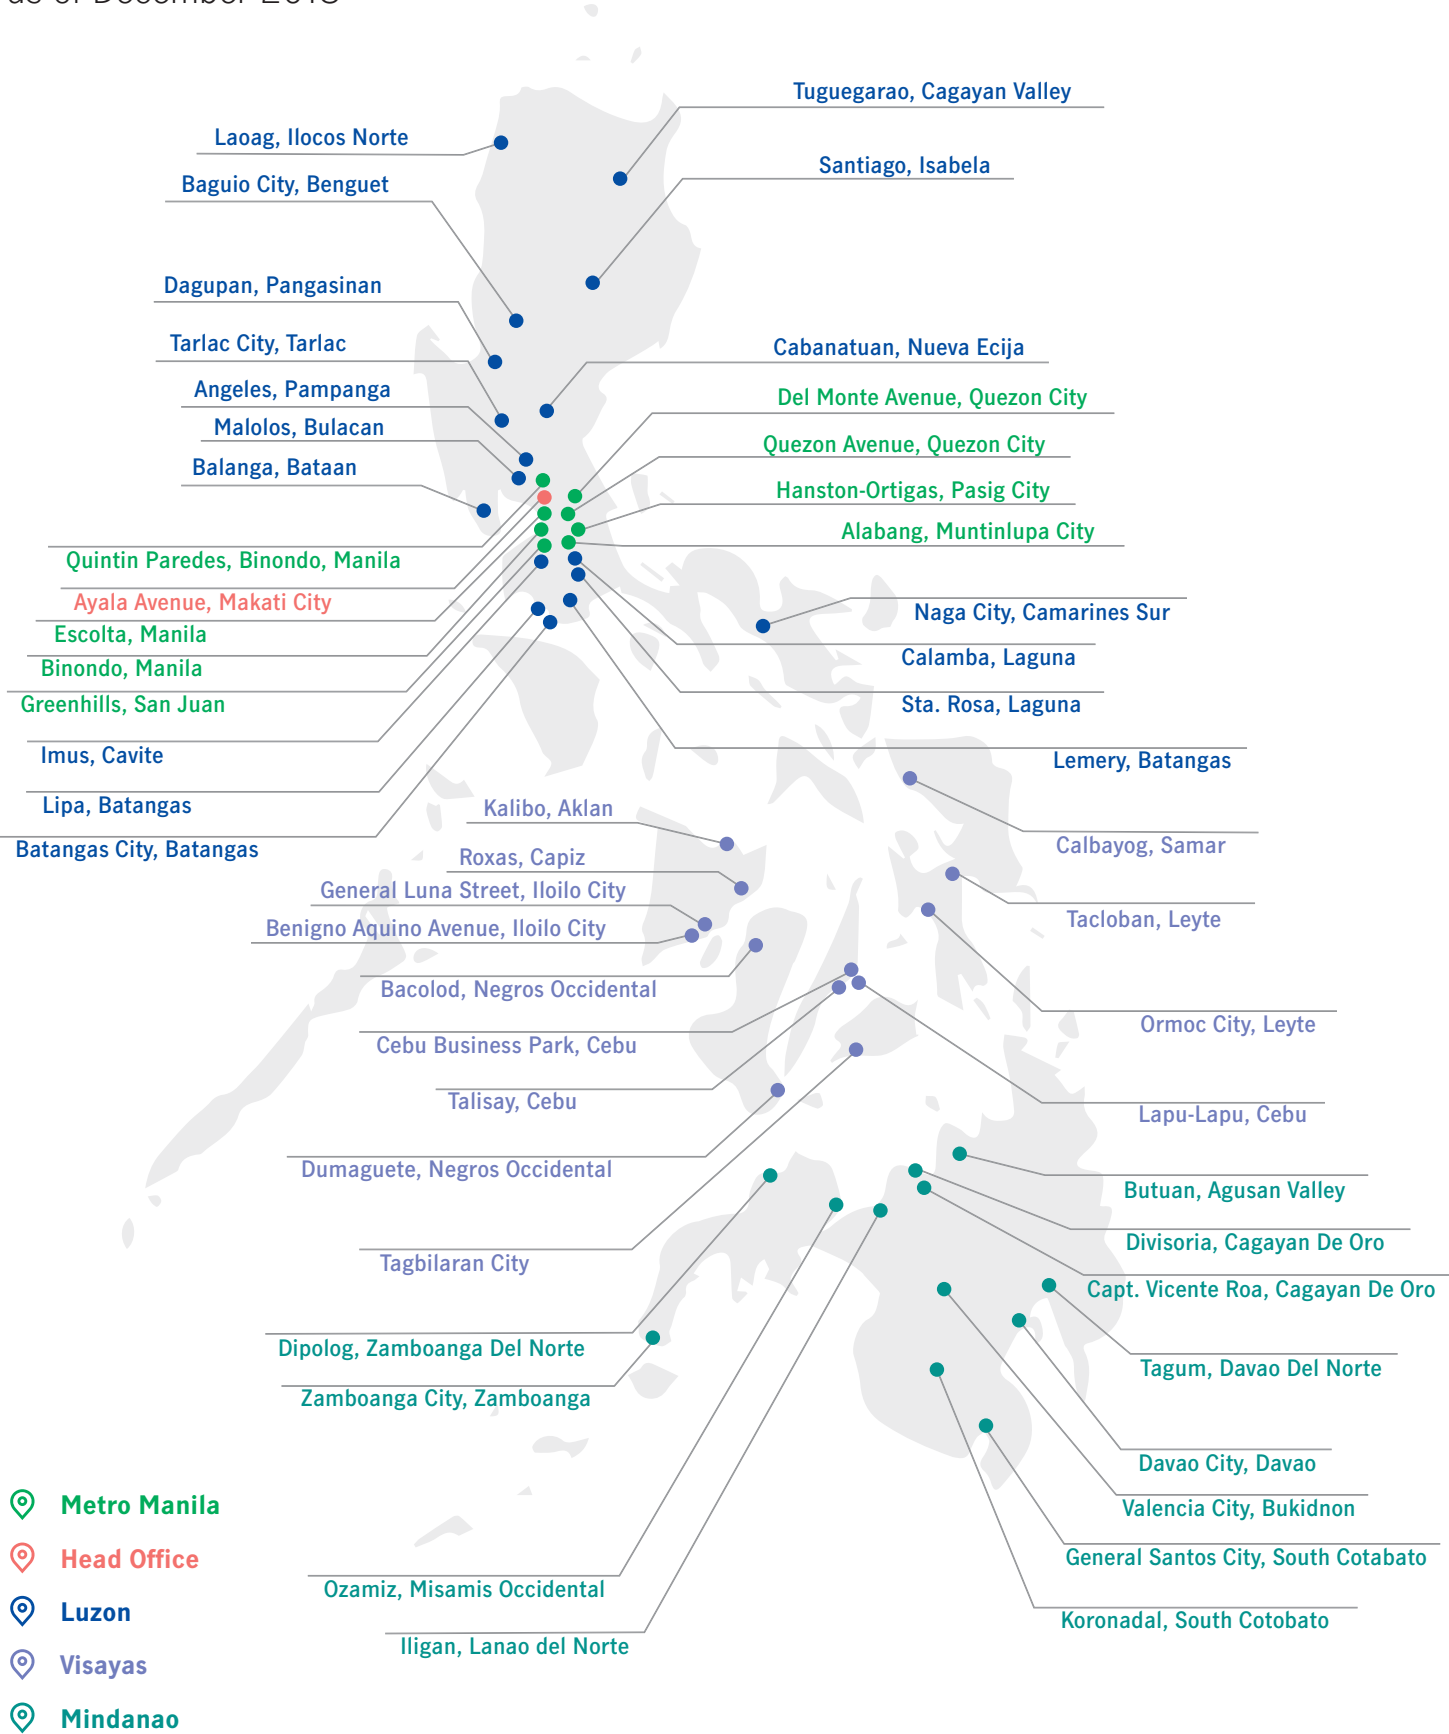 Tuguegarao, Cagayan Valley
Laoag, Ilocos Norte
Santiago, Isabela
Baguio City, Benguet
Dagupan, Pangasinan
Tarlac City, Tarlac
Cabanatuan, Nueva Ecija
Angeles, Pampanga
Del Monte Avenue, Quezon City
Malolos, Bulacan
Quezon Avenue, Quezon City
Balanga, Bataan
Hanston-Ortigas, Pasig City
Alabang, Muntinlupa City
Quintin Paredes, Binondo, Manila
Ayala Avenue, Makati City
Naga City, Camarines Sur
Escolta, Manila
Calamba, Laguna
Binondo, Manila
Greenhills, San Juan
Sta. Rosa, Laguna
Imus, Cavite
Lemery, Batangas
Lipa, Batangas
Kalibo, Aklan
Batangas City, Batangas
Calbayog, Samar
Roxas, Capiz
General Luna Street, Iloilo City
Tacloban, Leyte
Benigno Aquino Avenue, Iloilo City
Bacolod, Negros Occidental
Ormoc City, Leyte
Cebu Business Park, Cebu
Talisay, Cebu
Lapu-Lapu, Cebu
Dumaguete, Negros Occidental
Butuan, Agusan Valley
Divisoria, Cagayan De Oro
Tagbilaran City
Capt. Vicente Roa, Cagayan De Oro
Dipolog, Zamboanga Del Norte
Tagum, Davao Del Norte
Zamboanga City, Zamboanga
Davao City, Davao
Valencia City, Bukidnon
General Santos City, South Cotabato
Ozamiz, Misamis Occidental
Koronadal, South Cotobato
Iligan, Lanao del Norte
Metro Manila
Head Office
Luzon
Visayas
Mindanao